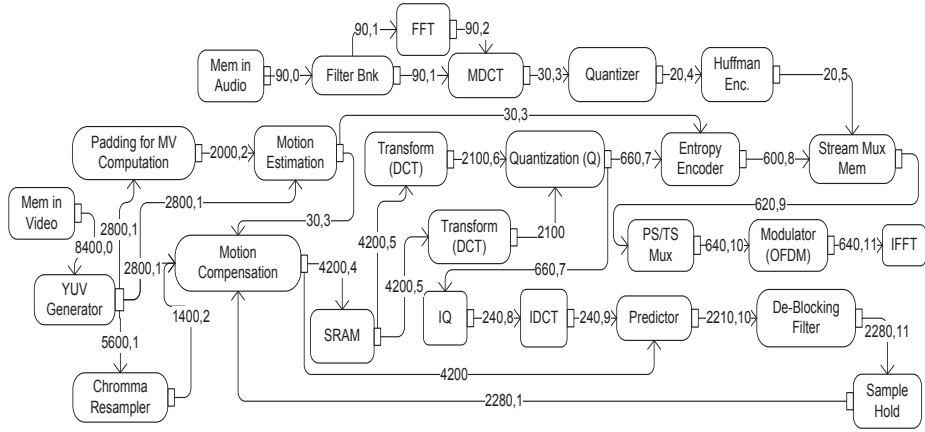 90,1
FFT
90,2
Mem in
Audio
90,0
Filter Bnk
90,1
MDCT
30,3
Quantizer
20,4
Huffman
Enc.
20,5
30,3
Padding for MV
Computation
2000,2
Motion
Estimation
Transform
(DCT)
2100,6
Quantization (Q)
660,7
Entropy
Encoder
600,8
Stream Mux
Mem
Mem in
Video
2800,1
2800,1
30,3
620,9
8400,0
2800,1
Motion
Compensation
4200,4
4200,5
Transform
(DCT)
2100
4200,5
660,7
PS/TS
Mux
640,10
Modulator
(OFDM)
640,11
IFFT
YUV
Generator
1400,2
SRAM
IQ
240,8
IDCT
240,9
Predictor
2210,10
De-Blocking
Filter
2280,11
5600,1
4200
Chromma
Resampler
2280,1
Sample
Hold